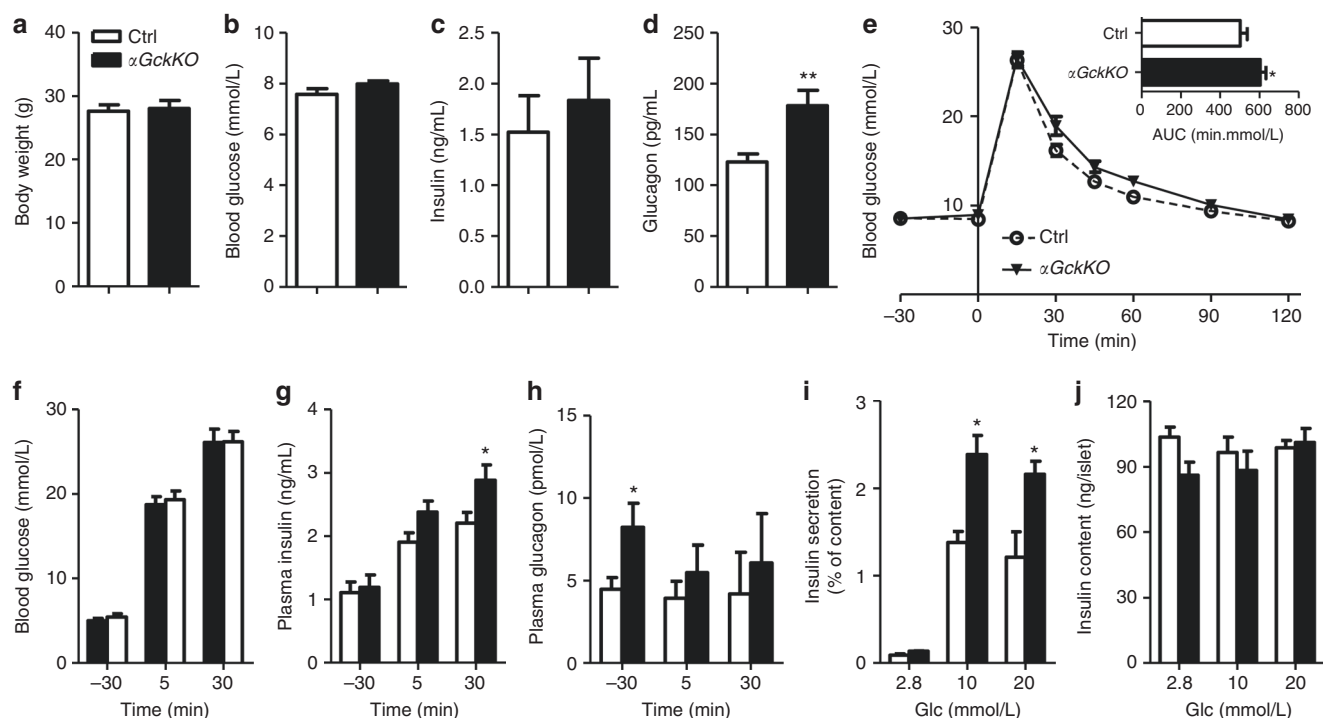 a
Ctrl
αGckKO
Body weight (g)
40
30
20
10
0
b
Blood glucose (mmol/L)
10
8
6
4
2
0
c
Insulin (ng/mL)
2.5
2.0
1.5
1.0
0.5
0.0
d
Glucagon (pg/mL)
250
200
150
100
50
0
**
e
Blood glucose (mmol/L)
30
20
10
–30
0
30
60
90
120
Time (min)
Ctrl
αGckKO
Ctrl
αGckKO
*
0
200
400
600
800
AUC (min.mmol/L)
f
Blood glucose (mmol/L)
30
20
10
0
–30
5
30
Time (min)
g
Plasma insulin (ng/mL)
4
3
2
1
0
*
–30
5
30
Time (min)
h
Plasma glucagon (pmol/L)
15
10
5
0
*
–30
5
30
Time (min)
i
Insulin secretion
(% of content)
3
2
1
0
*
*
2.8
10
20
Glc (mmol/L)
j
Insulin content (ng/islet)
120
90
60
30
0
2.8
10
20
Glc (mmol/L)